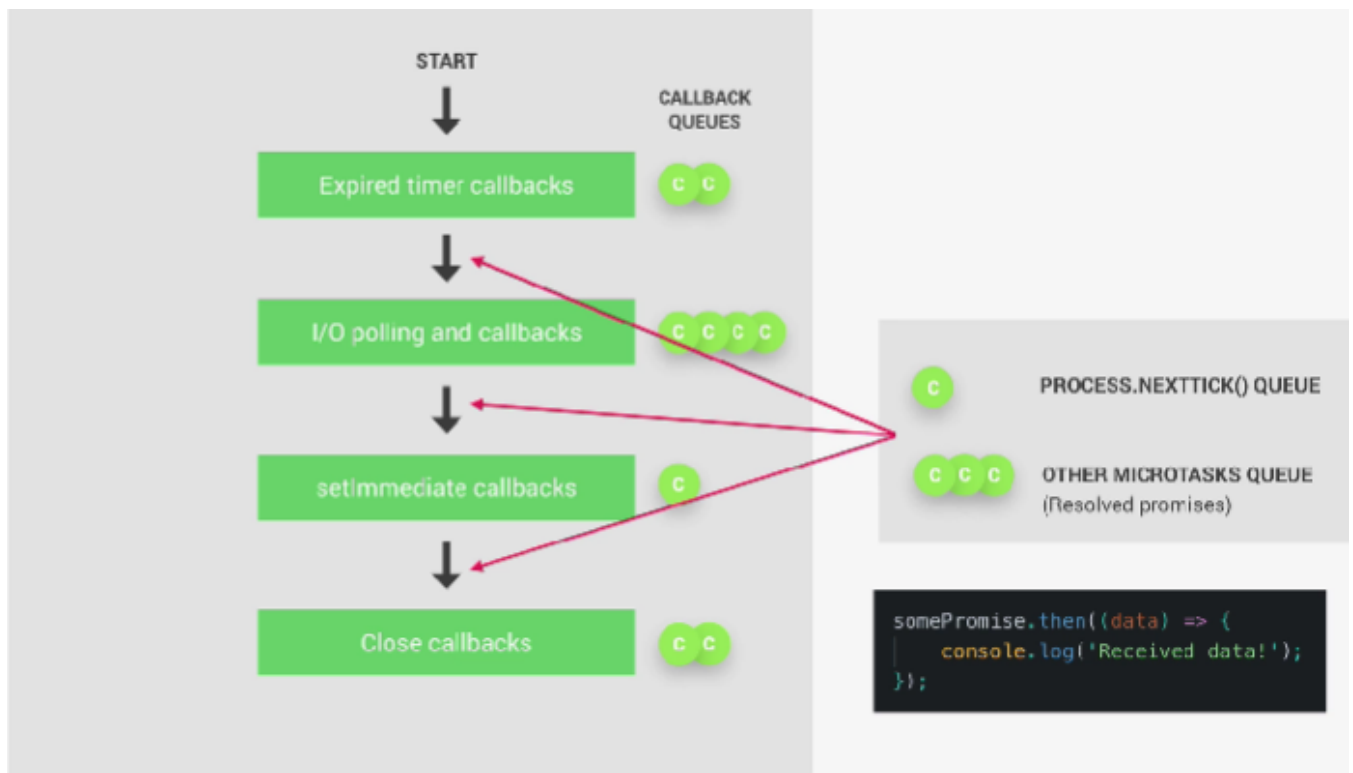 START
CALLBACK
QUEUES
Expired timer callbacks
C C
I/O polling and callbacks
C C C C
setImmediate callbacks
C
Close callbacks
C C
C
PROCESS.NEXTTICK() QUEUE
C C C
OTHER MICROTASKS QUEUE
(Resolved promises)
somePromise.then((data) => {
console.log('Received data!');
});